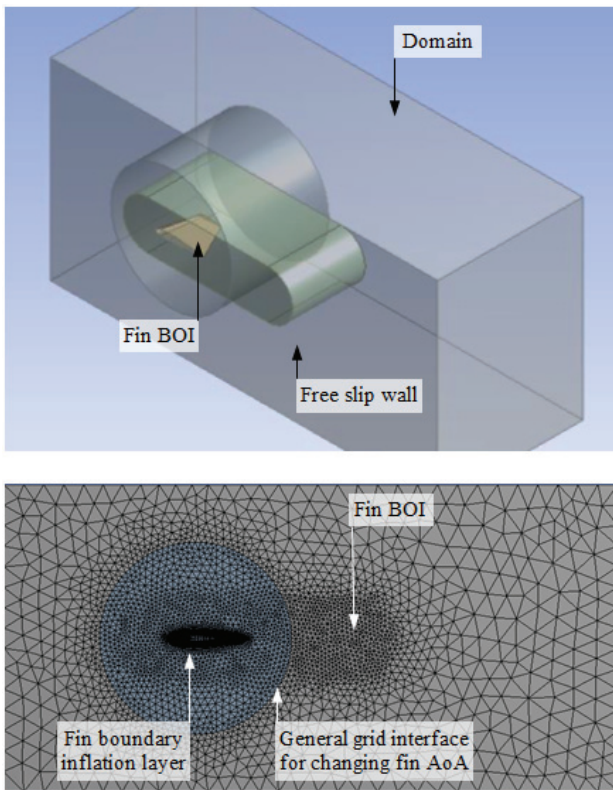 Domain
Fin BOI
Free slip wall
Fin BOI
Fin boundary
inflation layer
General grid interface
for changing fin AoA